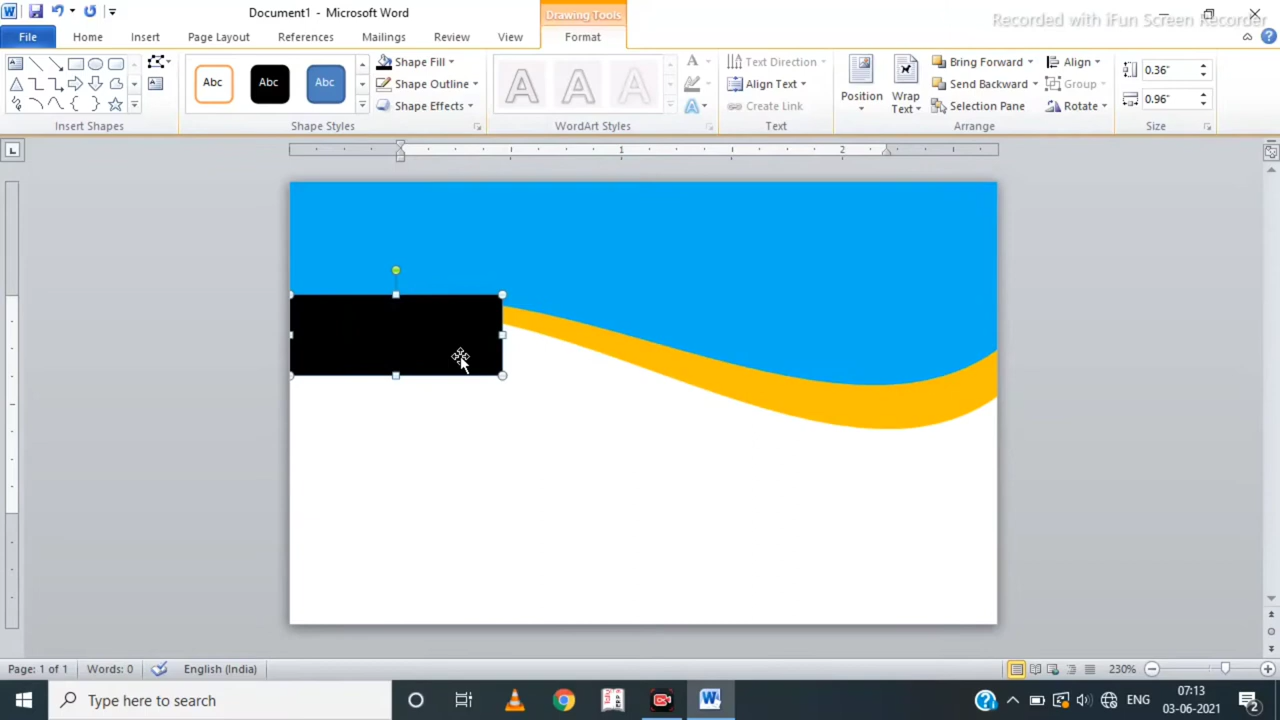 Document1 - Microsoft Word
Drawing Tools
Recorded with iFun Screen Recorder
File
Home
Insert
Page Layout
References
Mailings
Review
View
Format
Abc
Abc
Abc
Shape Fill
Shape Outline
Shape Effects
A
A
A
A
A
Text Direction
Align Text
Create Link
Position
Wrap
Text
Bring Forward
Send Backward
Selection Pane
Align
Group
Rotate
0.36"
0.96"
Insert Shapes
Shape Styles
WordArt Styles
Text
Arrange
Size
1
2
Page: 1 of 1
Words: 0
English (India)
230%
Type here to search
ENG
07:13
03-06-2021
2